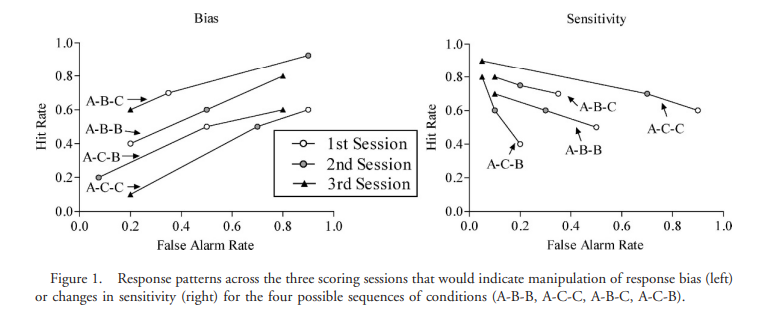 Bias
Sensitivity
1.0
0.8
0.6
0.4
0.2
0.0
Hit Rate
A-B-C
A-B-B
A-C-B
A-C-C
0.0 0.2 0.4 0.6 0.8 1.0
False Alarm Rate
1st Session
2nd Session
3rd Session
1.0
0.8
0.6
0.4
0.2
0.0
Hit Rate
A-B-C
A-C-C
A-B-B
A-C-B
0.0 0.2 0.4 0.6 0.8 1.0
False Alarm Rate
Figure 1. Response patterns across the three scoring sessions that would indicate manipulation of response bias (left)
or changes in sensitivity (right) for the four possible sequences of conditions (A-B-B, A-C-C, A-B-C, A-C-B).